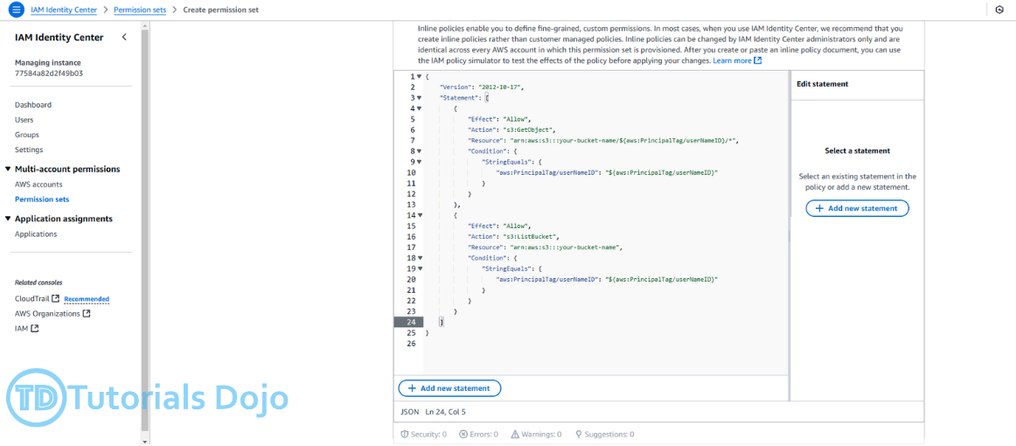 IAM Identity Center > Permission sets > Create permission set
IAM Identity Center
Managing instance
77584a82d2f49b03
Dashboard
Users
Groups
Settings
Multi-account permissions
AWS accounts
Permission sets
Application assignments
Applications
Related consoles
CloudTrail Recommended
AWS Organizations
IAM
Inline policies enable you to define fine-grained, custom permissions. In most cases, when you use IAM Identity Center, we recommend that you
create inline policies rather than customer managed policies. Inline policies can be changed by IAM Identity Center administrators only and are
identical across every AWS account in which this permission set is provisioned. After you create or paste an inline policy document, you can use
the IAM policy simulator to test the effects of the policy before applying your changes. Learn more
1 {
2 "Version": "2012-10-17",
3 "Statement": [
4 {
5 "Effect": "Allow",
6 "Action": "s3:GetObject",
7 "Resource": "arn:aws:s3:::your-bucket-name/${aws:PrincipalTag/userNameID}/*",
8 "Condition": {
9 "StringEquals": {
10 "aws:PrincipalTag/userNameID": "${aws:PrincipalTag/userNameID}"
11 }
12 }
13 },
14 {
15 "Effect": "Allow",
16 "Action": "s3:ListBucket",
17 "Resource": "arn:aws:s3:::your-bucket-name",
18 "Condition": {
19 "StringEquals": {
20 "aws:PrincipalTag/userNameID": "${aws:PrincipalTag/userNameID}"
21 }
22 }
23 }
24 ]
25 }
26
+ Add new statement
JSON Ln 24, Col 5
Security: 0 Errors: 0 Warnings: 0 Suggestions: 0
Edit statement
Select a statement
Select an existing statement in the
policy or add a new statement.
+ Add new statement
TD Tutorials Dojo